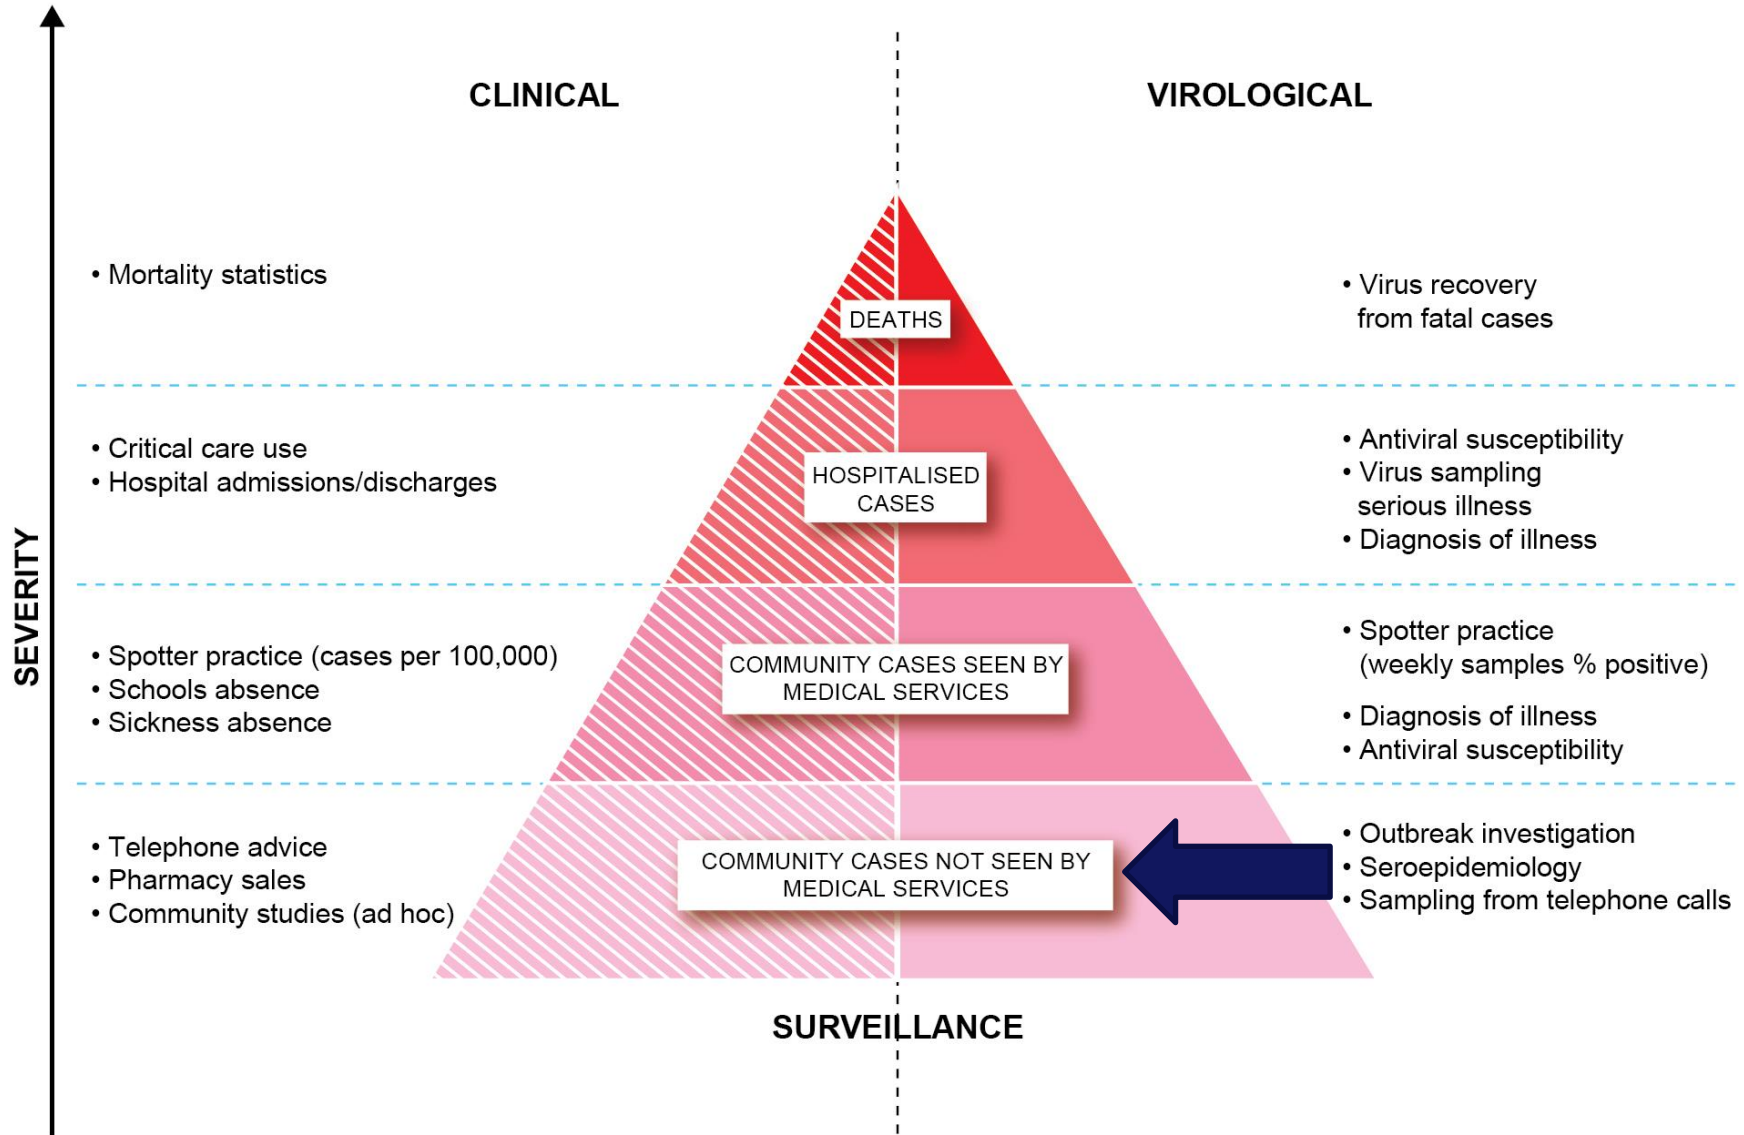 CLINICAL
VIROLOGICAL
SEVERITY
• Mortality statistics
DEATHS
• Virus recovery
from fatal cases
• Critical care use
• Hospital admissions/discharges
HOSPITALISED
CASES
• Antiviral susceptibility
• Virus sampling
serious illness
• Diagnosis of illness
• Spotter practice (cases per 100,000)
• Schools absence
• Sickness absence
COMMUNITY CASES SEEN BY
MEDICAL SERVICES
• Spotter practice
(weekly samples % positive)
• Diagnosis of illness
• Antiviral susceptibility
• Telephone advice
• Pharmacy sales
• Community studies (ad hoc)
COMMUNITY CASES NOT SEEN BY
MEDICAL SERVICES
• Outbreak investigation
• Seroepidemiology
• Sampling from telephone calls
SURVEILLANCE